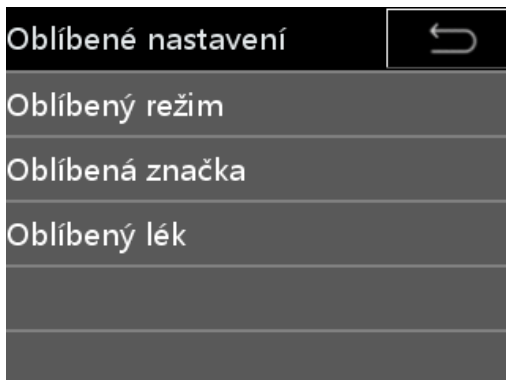 Oblíbené nastavení
Oblíbený režim
Oblíbená značka
Oblíbený lék